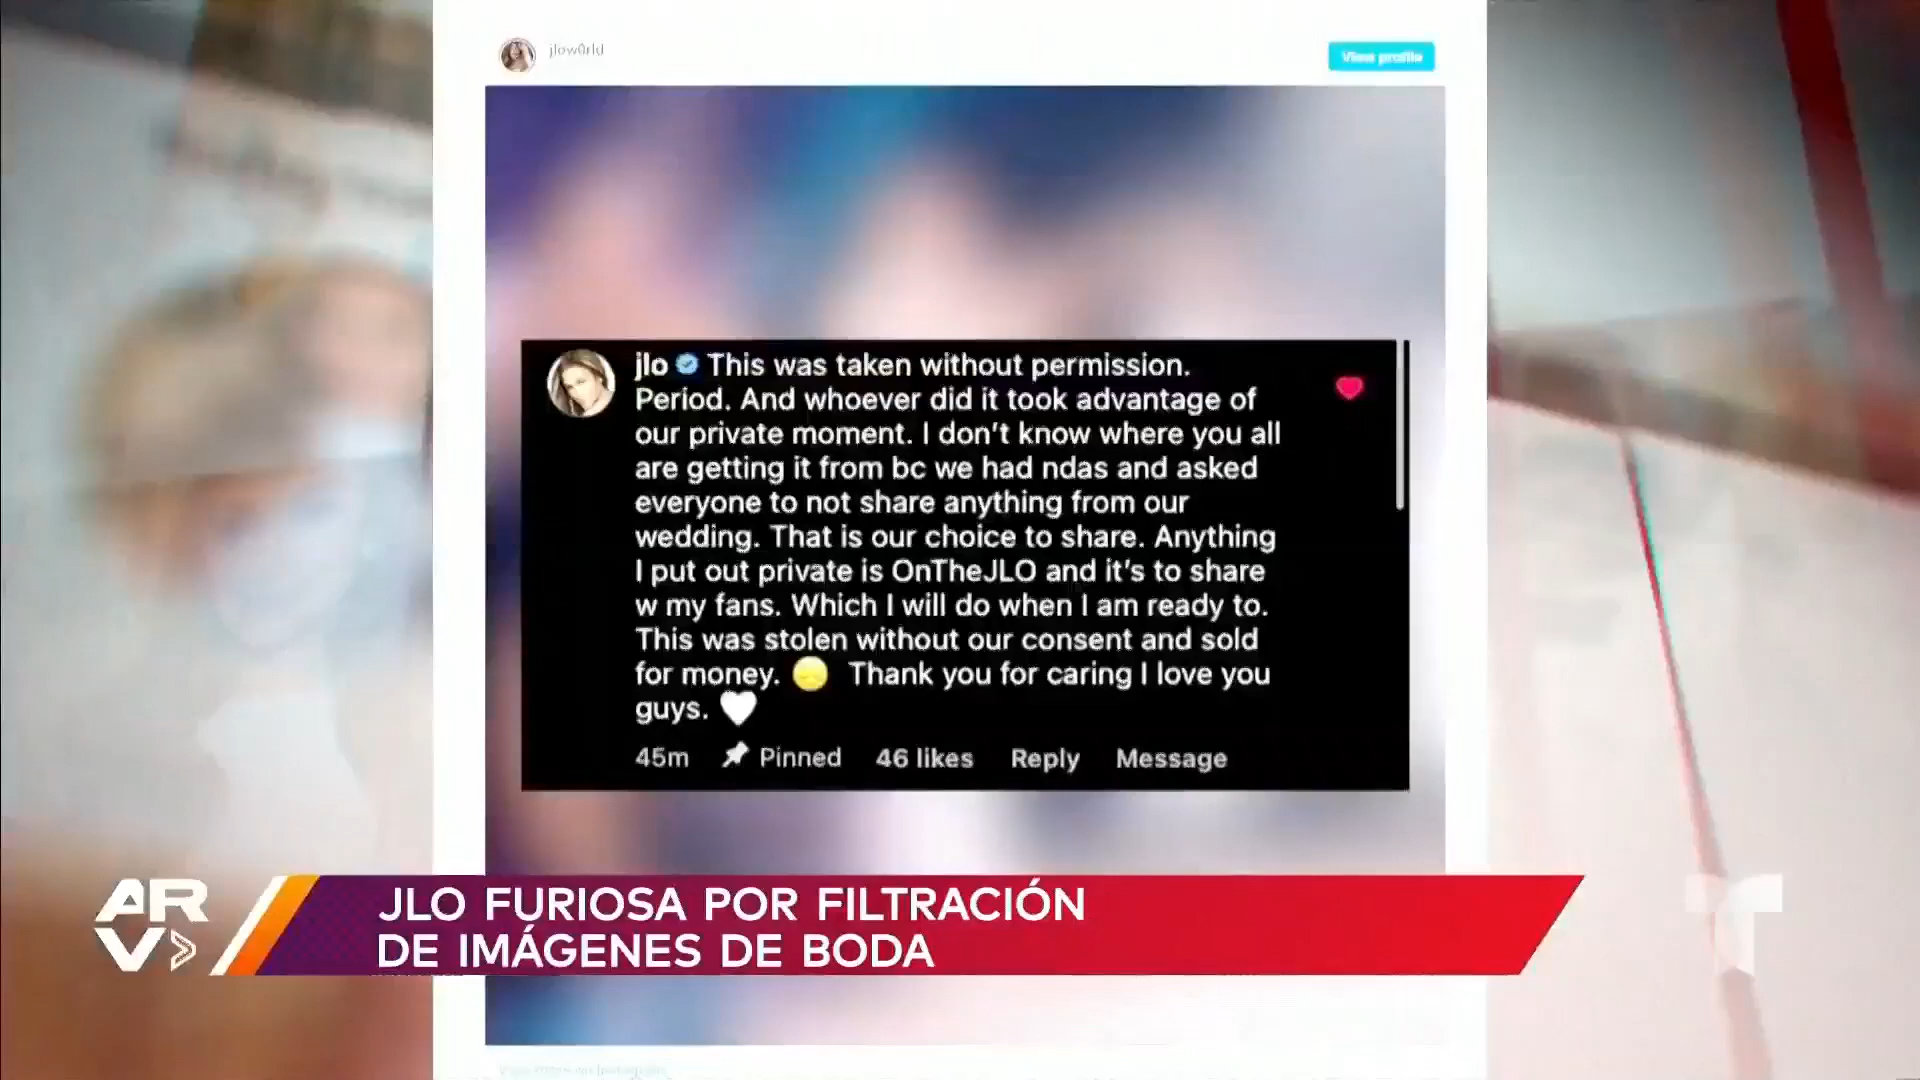 jlow0rld
View profile
jlo This was taken without permission.
Period. And whoever did it took advantage of
our private moment. I don't know where you all
are getting it from bc we had ndas and asked
everyone to not share anything from our
wedding. That is our choice to share. Anything
I put out private is OnTheJLO and it's to share
w my fans. Which I will do when I am ready to.
This was stolen without our consent and sold
for money. 😞 Thank you for caring I love you
guys. 🤍
45m Pinned 46 likes Reply Message
ARV
JLO FURIOSA POR FILTRACIÓN
DE IMÁGENES DE BODA